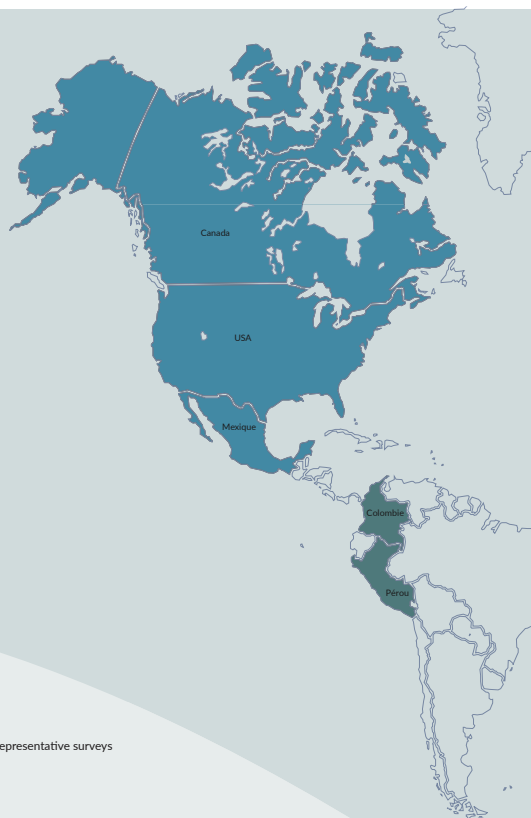 Canada
USA
Mexique
Colombie
Pérou
epresentative surveys